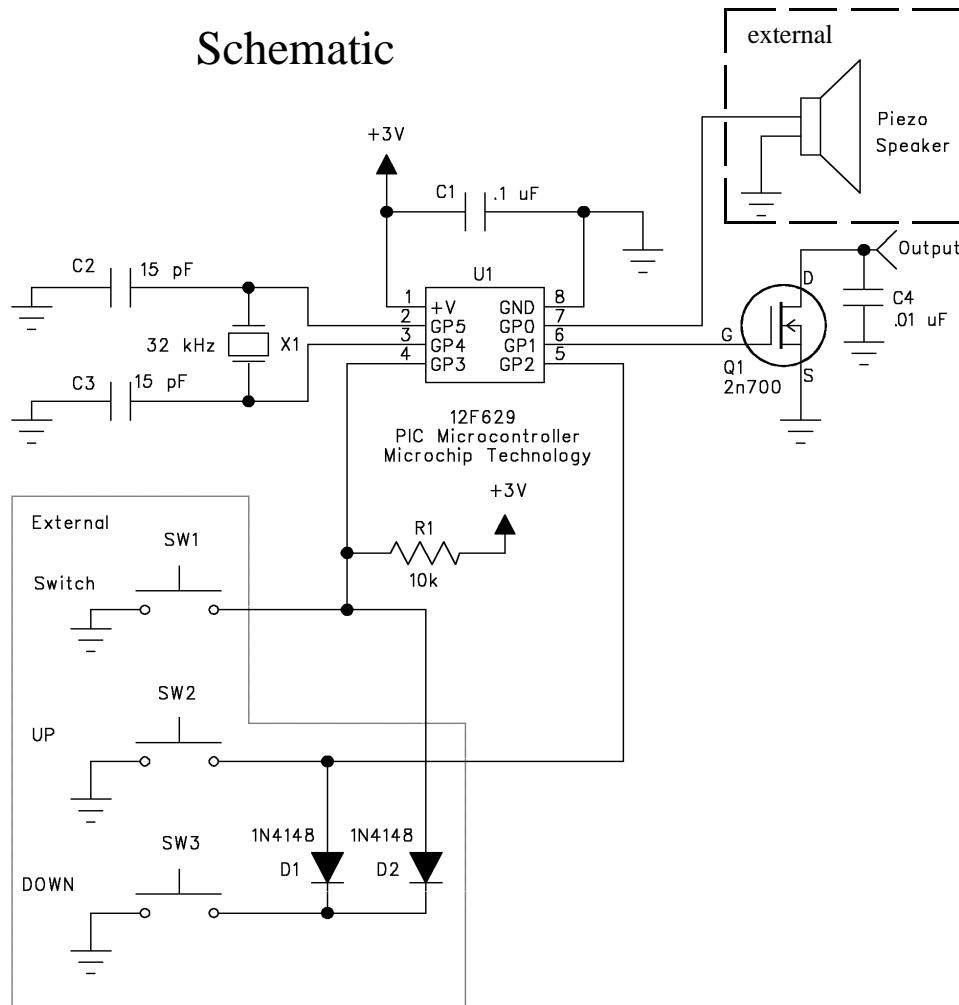 Schematic
external
Piezo
Speaker
+3V
C1 .1 uF
U1
C2 15 pF
Output
D
C4
.01 uF
1 +V GND 8
2 GP5 GP0 7
3 GP4 GP1 6
4 GP3 GP2 5
32 kHz X1
G
Q1
2n700
S
C3 15 pF
12F629
PIC Microcontroller
Microchip Technology
+3V
External
SW1
R1
10k
Switch
SW2
UP
SW3
1N4148 1N4148
D1 D2
DOWN